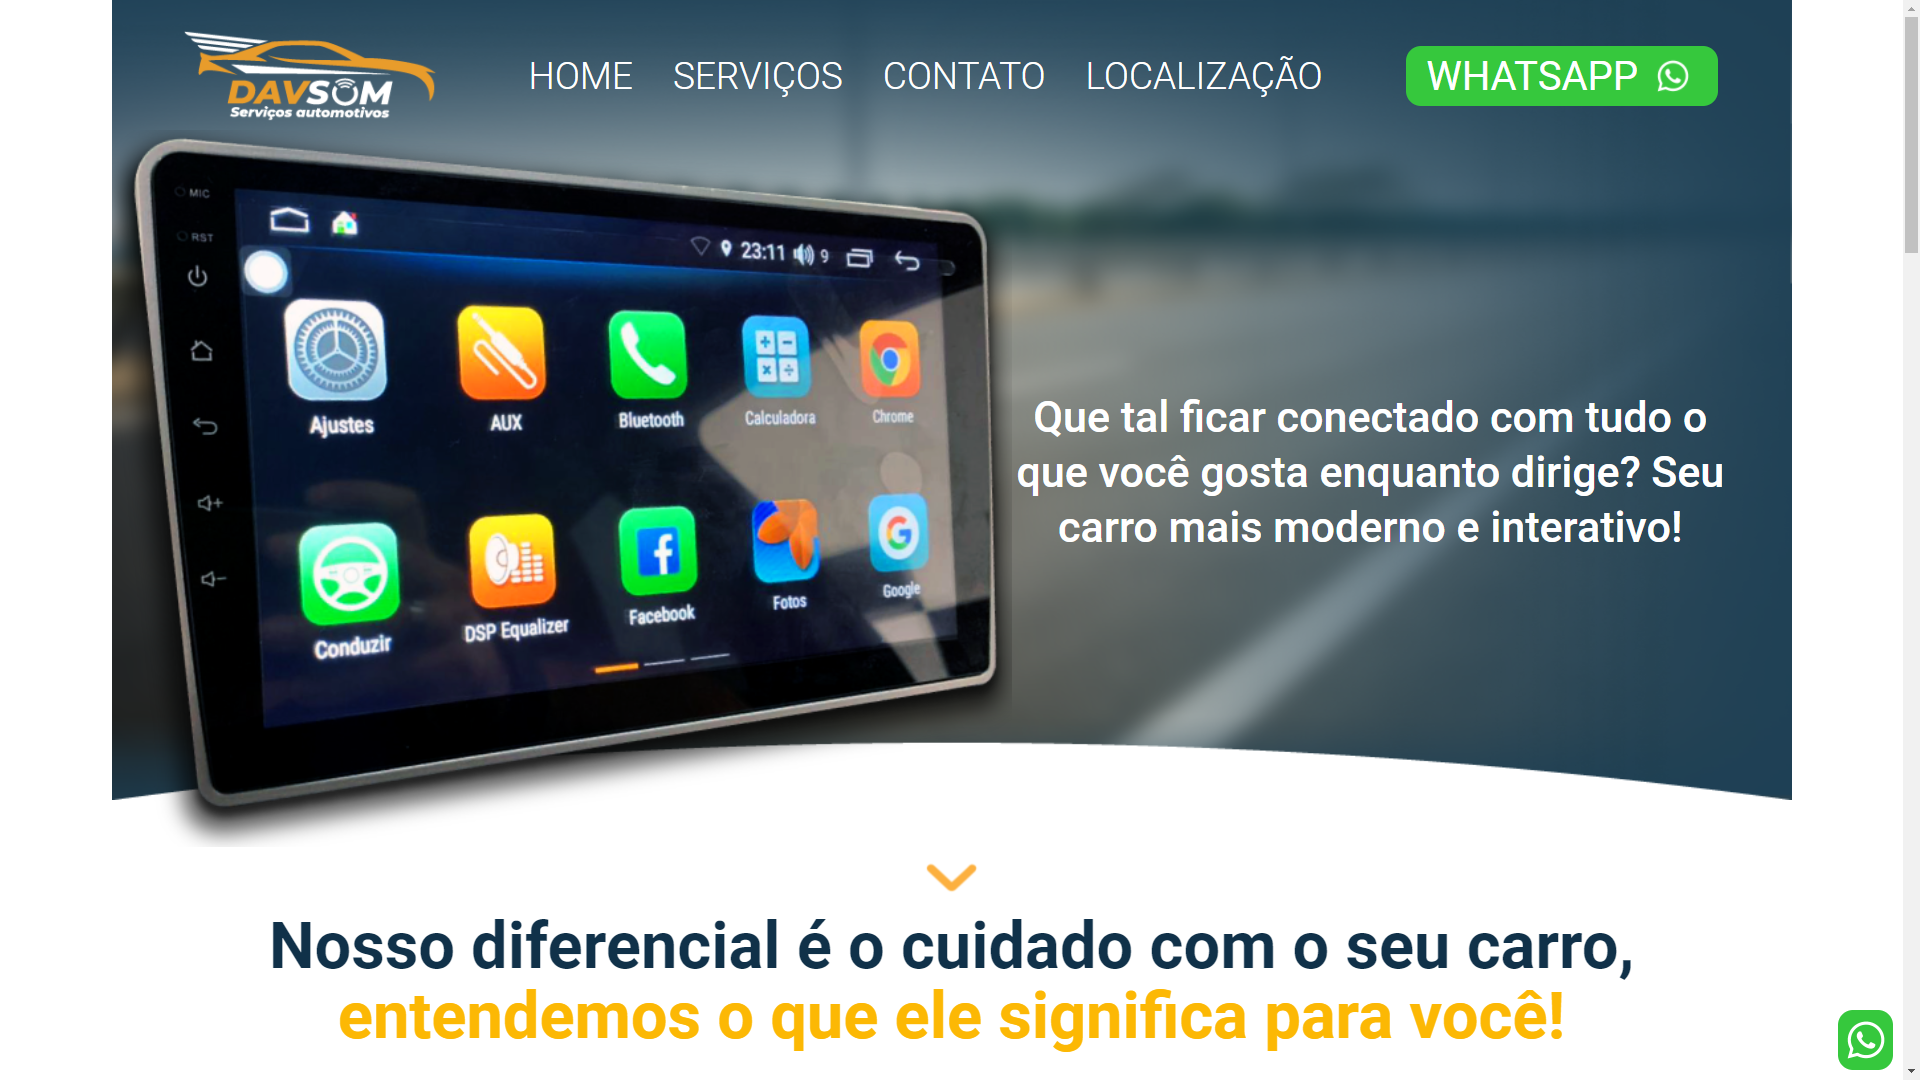 DAVSOM
Serviços automotivos
HOME SERVIÇOS CONTATO LOCALIZAÇÃO WHATSAPP
MIC
RST
23:11 9
Ajustes AUX Bluetooth Calculadora Chrome
Conduzir DSP Equalizer Facebook Fotos Google
Que tal ficar conectado com tudo o
que você gosta enquanto dirige? Seu
carro mais moderno e interativo!
Nosso diferencial é o cuidado com o seu carro,
entendemos o que ele significa para você!